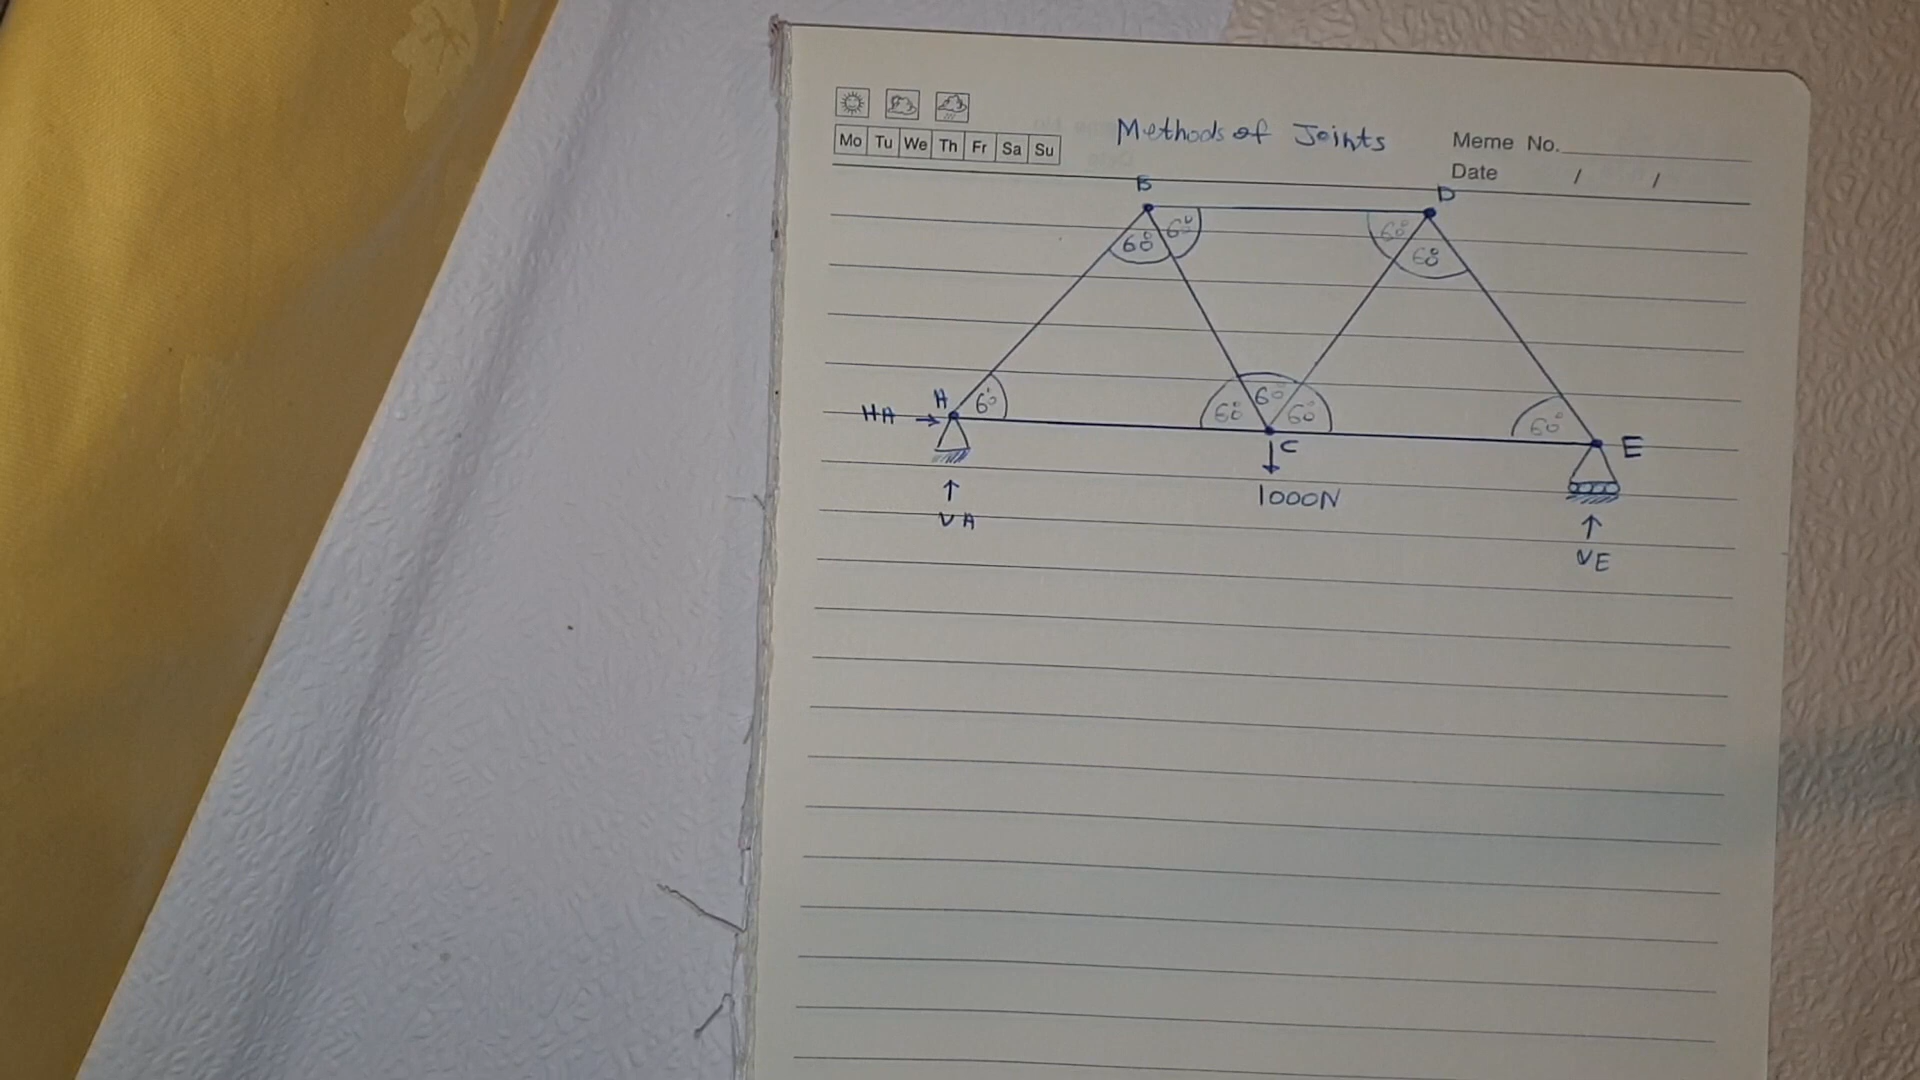 Methods of Joints
Mo Tu We Th Fr Sa Su
Meme No.
Date / /
B D
60° 60° 60° 60°
A 60° 60° 60° 60° 60° E
HA → C
1000N
↑ ↓ ↑
VA VE